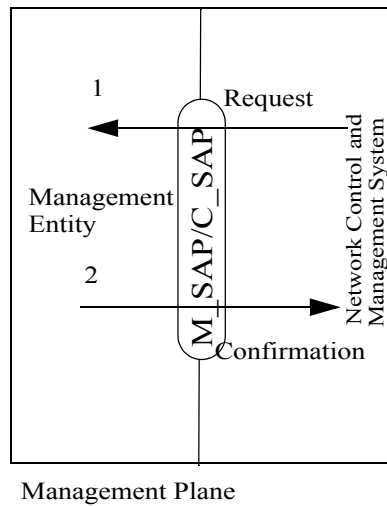 1
Request
M_SAP/C_SAP
Network Control and
Management System
Management
Entity
2
Confirmation
Management Plane